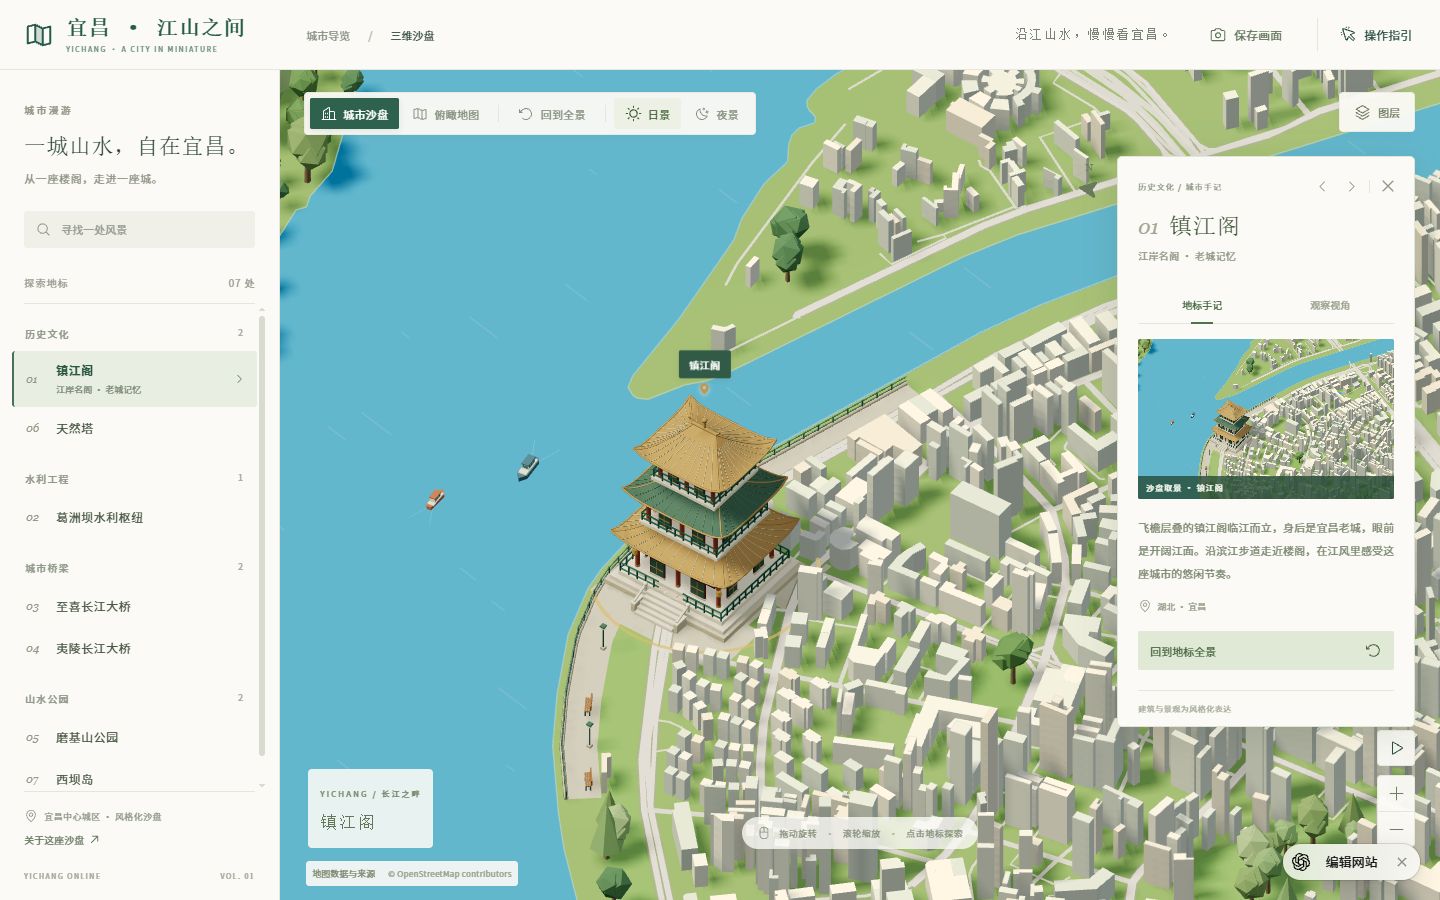 宜昌 · 江山之间
YICHANG · A CITY IN MINIATURE
城市导览 / 三维沙盘
沿江山水，慢慢看宜昌。
保存画面
操作指引
城市漫游
一城山水，自在宜昌。
从一座楼阁，走进一座城。
寻找一处风景
探索地标 07 处
历史文化 2
01 镇江阁
江岸名阁 · 老城记忆
06 天然塔
水利工程 1
02 葛洲坝水利枢纽
城市桥梁 2
03 至喜长江大桥
04 夷陵长江大桥
山水公园 2
05 磨基山公园
07 西坝岛
宜昌中心城区 · 风格化沙盘
关于这座沙盘
YICHANG ONLINE VOL. 01
城市沙盘
俯瞰地图
回到全景
日景
夜景
图层
镇江阁
历史文化 / 城市手记
01 镇江阁
江岸名阁 · 老城记忆
地标手记 观察视角
沙盘取景 · 镇江阁
飞檐层叠的镇江阁临江而立，身后是宜昌老城，眼前
是开阔江面。沿滨江步道走近楼阁，在江风里感受这
座城市的悠闲节奏。
湖北 · 宜昌
回到地标全景
建筑与景观为风格化表达
YICHANG / 长江之畔
镇江阁
拖动旋转 · 滚轮缩放 · 点击地标探索
地图数据与来源 © OpenStreetMap contributors
编辑网站